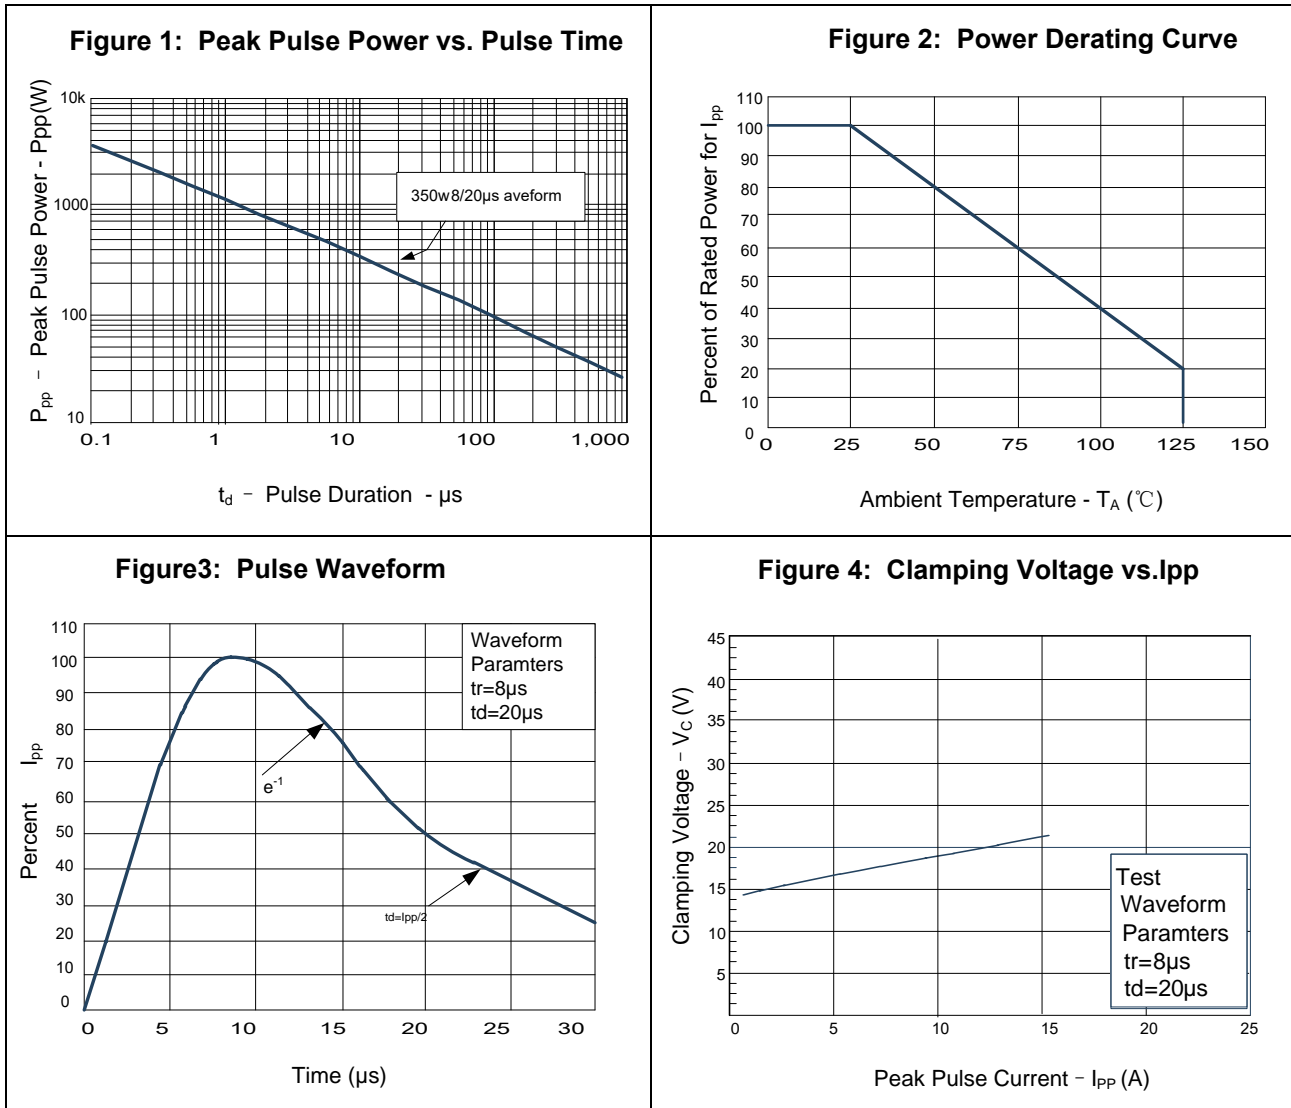 Figure 1: Peak Pulse Power vs. Pulse Time
Ppp – Peak Pulse Power - Ppp(W)
10k
1000
100
10
350w8/20µs aveform
0.1 1 10 100 1,000
td – Pulse Duration - µs
Figure 2: Power Derating Curve
Percent of Rated Power for Ipp
110
100
90
80
70
60
50
40
30
20
10
0
0 25 50 75 100 125 150
Ambient Temperature - TA (℃)
Figure3: Pulse Waveform
Percent Ipp
110
100
90
80
70
60
50
40
30
20
10
0
Waveform
Paramters
tr=8µs
td=20µs
e-1
td=Ipp/2
0 5 10 15 20 25 30
Time (µs)
Figure 4: Clamping Voltage vs.Ipp
Clamping Voltage – VC (V)
45
40
35
30
25
20
15
10
5
Test
Waveform
Paramters
tr=8µs
td=20µs
0 5 10 15 20 25
Peak Pulse Current – IPP (A)